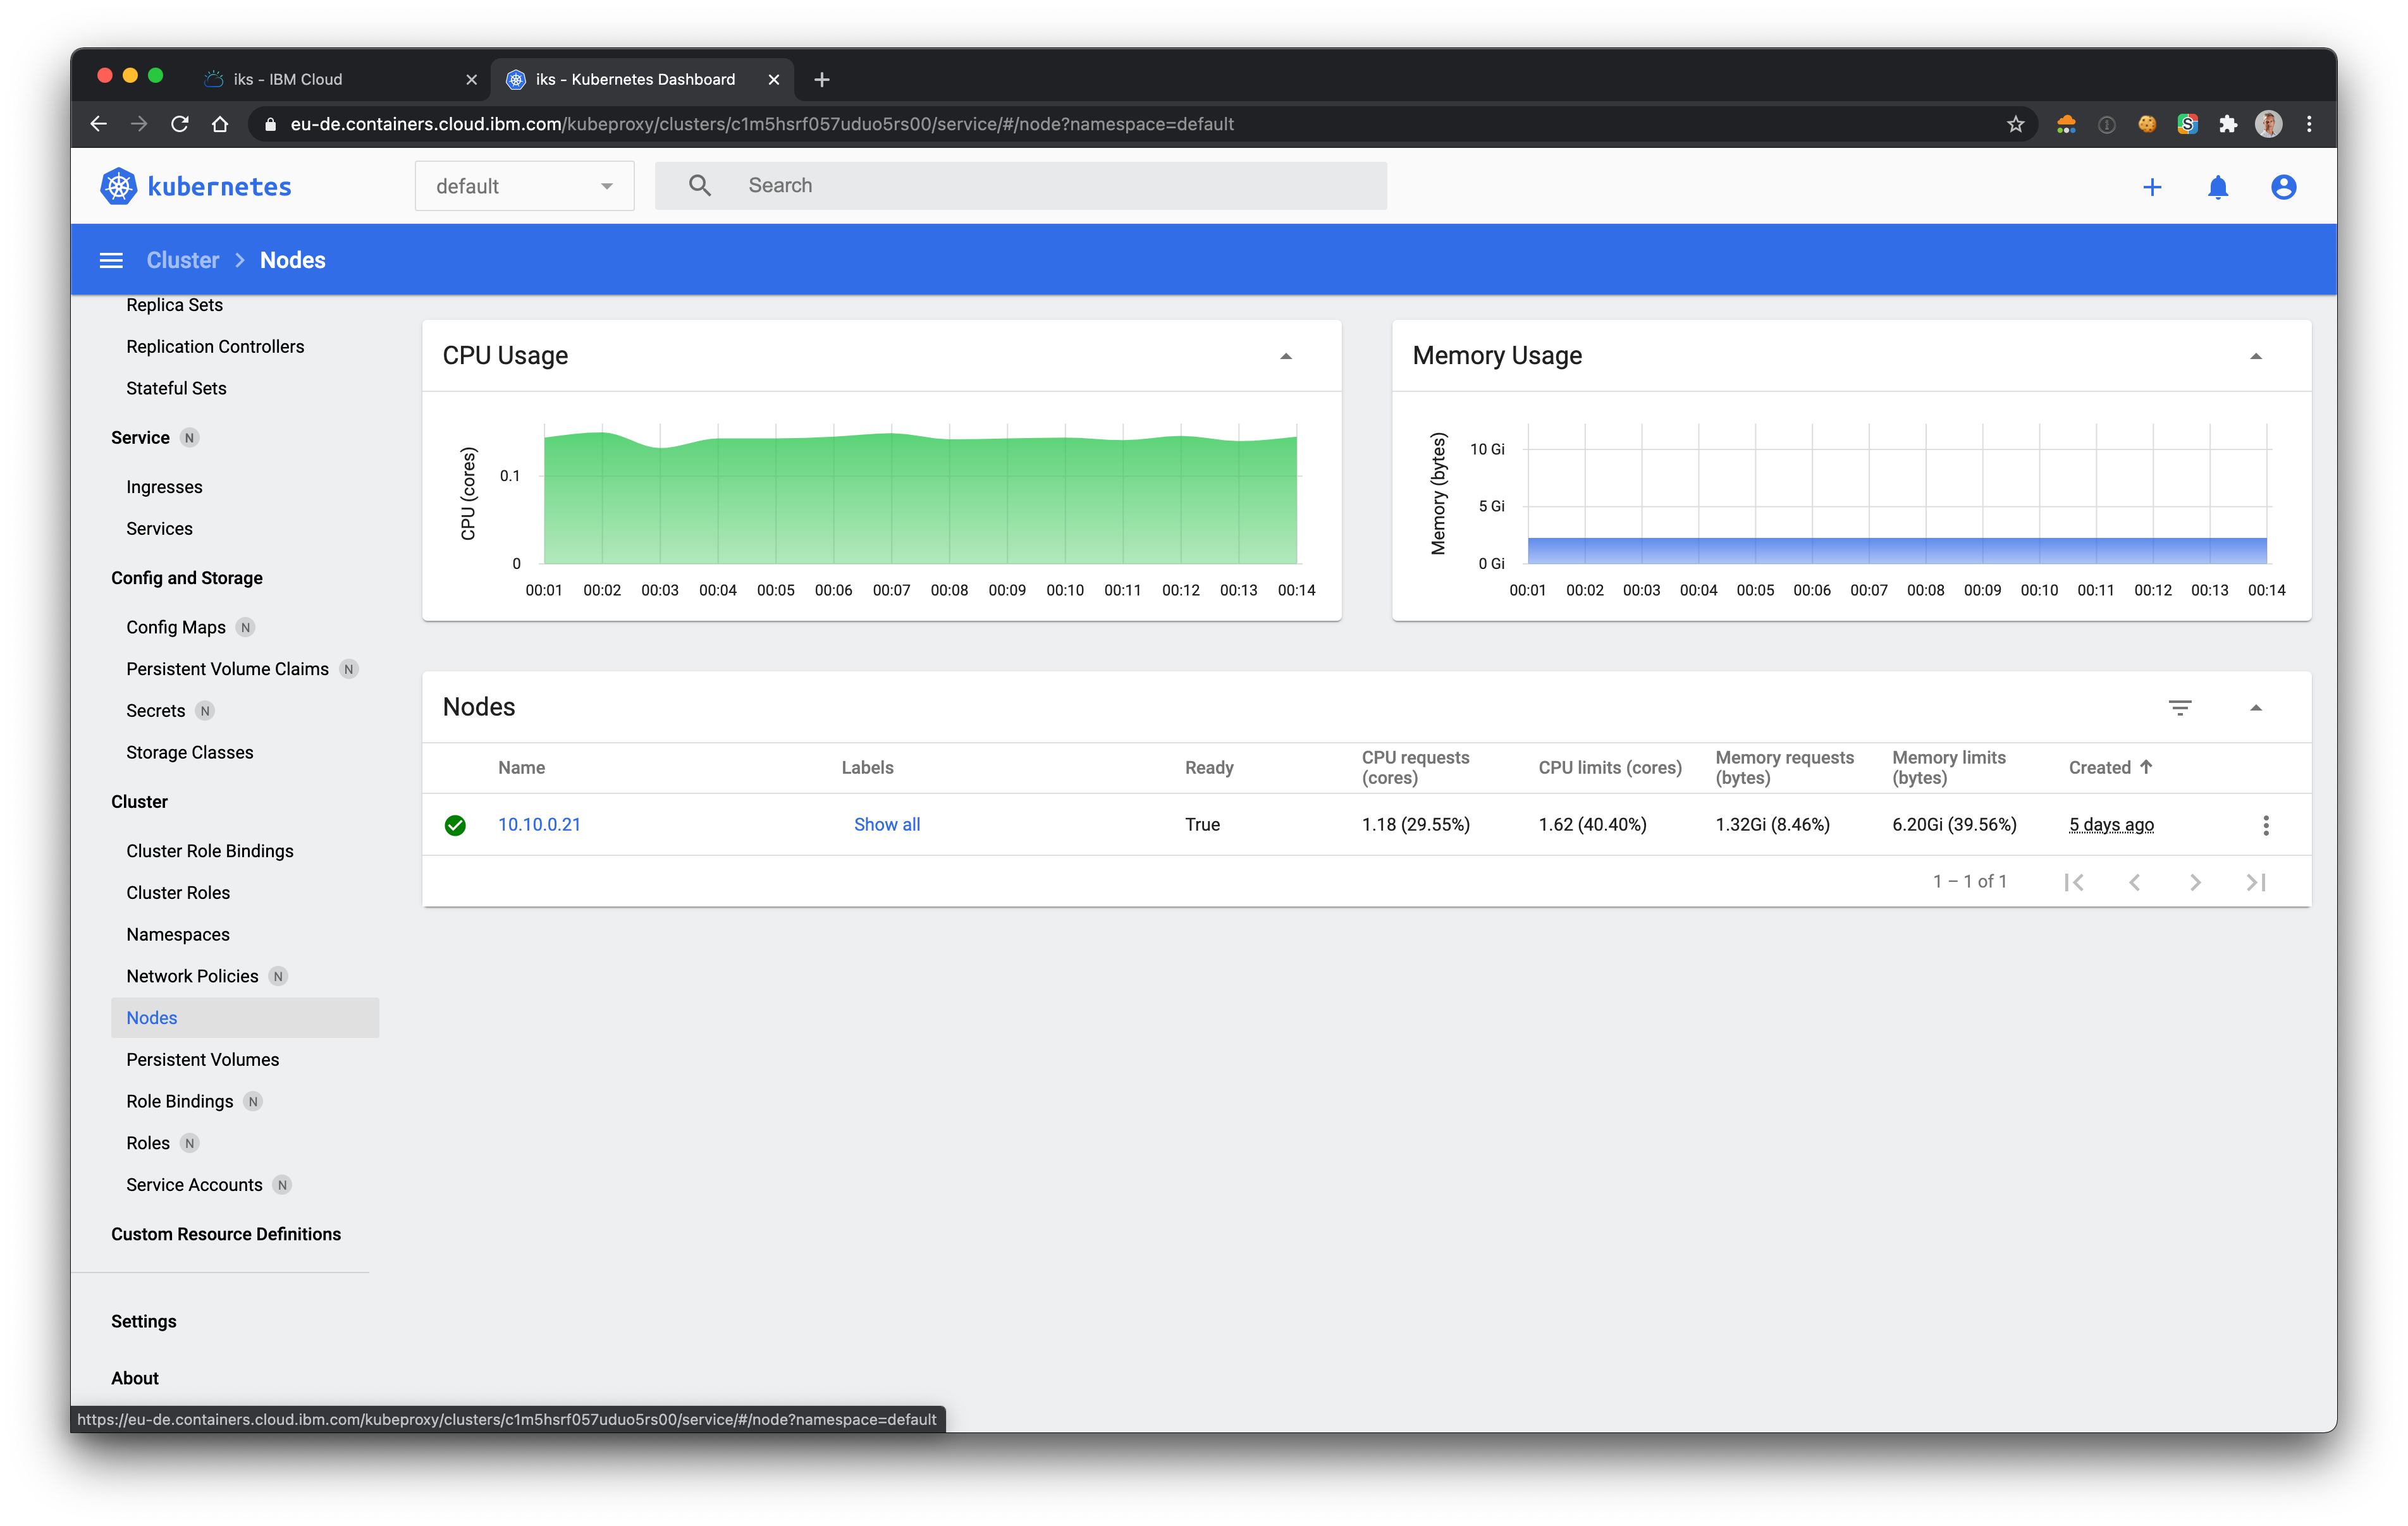 iks - IBM Cloud
iks - Kubernetes Dashboard
eu-de.containers.cloud.ibm.com/kubeproxy/clusters/c1m5hsrf057uduo5rs00/service/#/node?namespace=default
kubernetes
default
Search
Cluster
Nodes
Replica Sets
Replication Controllers
Stateful Sets
Service N
Ingresses
Services
Config and Storage
Config Maps N
Persistent Volume Claims N
Secrets N
Storage Classes
Cluster
Cluster Role Bindings
Cluster Roles
Namespaces
Network Policies N
Nodes
Persistent Volumes
Role Bindings N
Roles N
Service Accounts N
Custom Resource Definitions
Settings
About
CPU Usage
CPU (cores)
0.1
0
00:01 00:02 00:03 00:04 00:05 00:06 00:07 00:08 00:09 00:10 00:11 00:12 00:13 00:14
Memory Usage
Memory (bytes)
10 Gi
5 Gi
0 Gi
00:01 00:02 00:03 00:04 00:05 00:06 00:07 00:08 00:09 00:10 00:11 00:12 00:13 00:14
Nodes
Name Labels Ready CPU requests (cores) CPU limits (cores) Memory requests (bytes) Memory limits (bytes) Created
10.10.0.21 Show all True 1.18 (29.55%) 1.62 (40.40%) 1.32Gi (8.46%) 6.20Gi (39.56%) 5 days ago
1 – 1 of 1
https://eu-de.containers.cloud.ibm.com/kubeproxy/clusters/c1m5hsrf057uduo5rs00/service/#/node?namespace=default